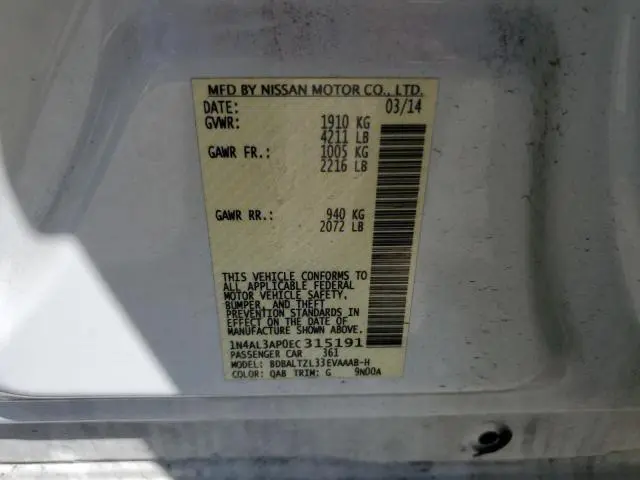 MFD BY NISSAN MOTOR CO., LTD.
DATE: 03/14
GVWR: 1910 KG
4211 LB
GAWR FR.: 1005 KG
2216 LB
GAWR RR.: 940 KG
2072 LB
THIS VEHICLE CONFORMS TO
ALL APPLICABLE FEDERAL
MOTOR VEHICLE SAFETY,
BUMPER, AND THEFT
PREVENTION STANDARDS IN
EFFECT ON THE DATE OF
MANUFACTURE SHOWN ABOVE.
1N4AL3AP0EC315191
PASSENGER CAR 361
MODEL: BDBALTZL33EVAAAB-H
COLOR: QAB TRIM: G 9N00A